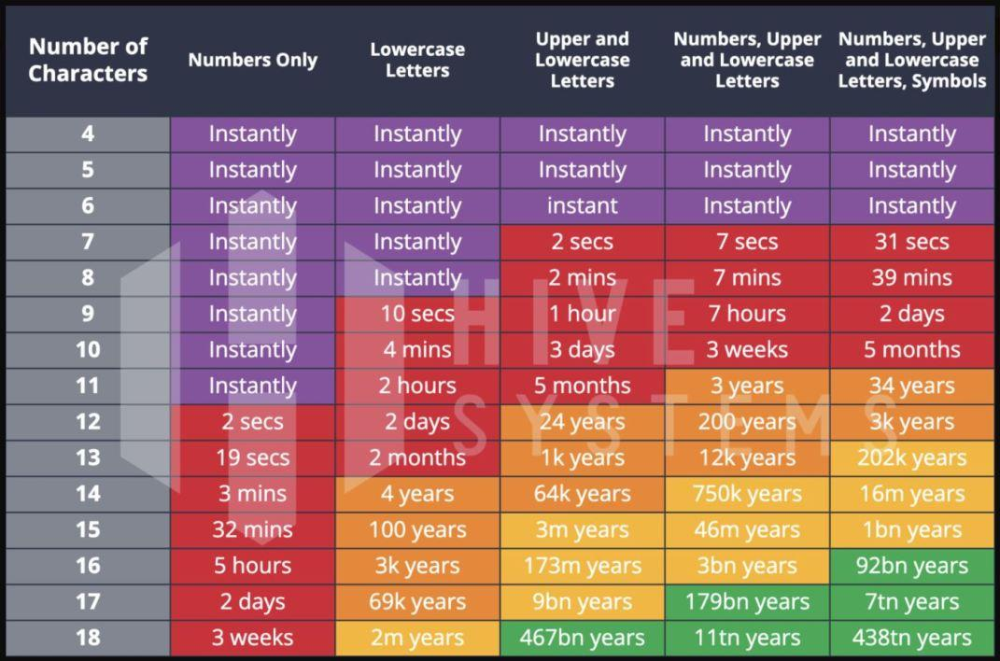 Number of Characters | Numbers Only | Lowercase Letters | Upper and Lowercase Letters | Numbers, Upper and Lowercase Letters | Numbers, Upper and Lowercase Letters, Symbols
4 | Instantly | Instantly | Instantly | Instantly | Instantly
5 | Instantly | Instantly | Instantly | Instantly | Instantly
6 | Instantly | Instantly | instant | Instantly | Instantly
7 | Instantly | Instantly | 2 secs | 7 secs | 31 secs
8 | Instantly | Instantly | 2 mins | 7 mins | 39 mins
9 | Instantly | 10 secs | 1 hour | 7 hours | 2 days
10 | Instantly | 4 mins | 3 days | 3 weeks | 5 months
11 | Instantly | 2 hours | 5 months | 3 years | 34 years
12 | 2 secs | 2 days | 24 years | 200 years | 3k years
13 | 19 secs | 2 months | 1k years | 12k years | 202k years
14 | 3 mins | 4 years | 64k years | 750k years | 16m years
15 | 32 mins | 100 years | 3m years | 46m years | 1bn years
16 | 5 hours | 3k years | 173m years | 3bn years | 92bn years
17 | 2 days | 69k years | 9bn years | 179bn years | 7tn years
18 | 3 weeks | 2m years | 467bn years | 11tn years | 438tn years
HIVE
SYSTEMS